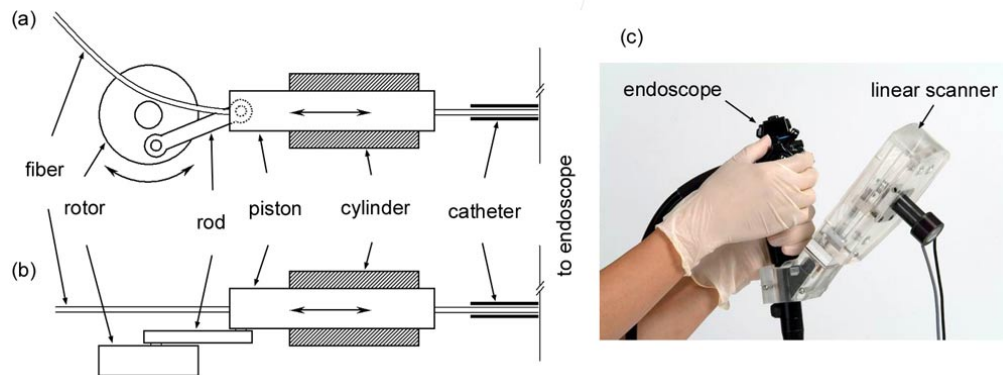 (a)
fiber
rotor
rod
piston
cylinder
catheter
to endoscope
(b)
(c)
endoscope
linear scanner